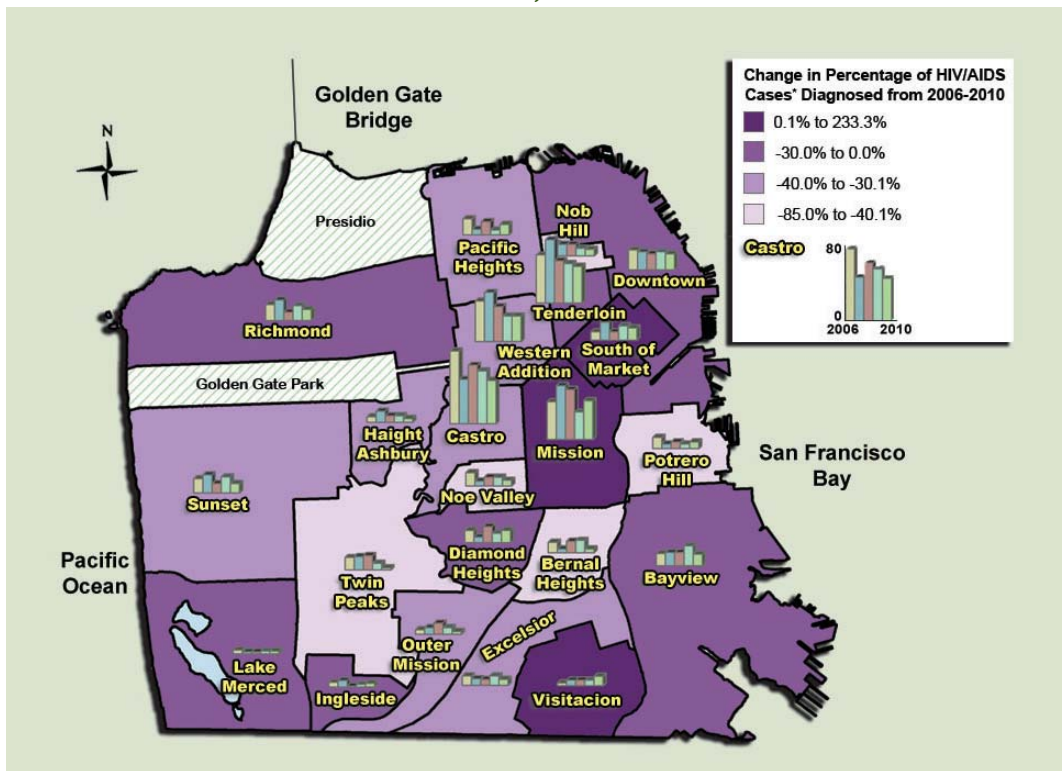 Golden Gate
Bridge
N
Presidio
Change in Percentage of HIV/AIDS
Cases* Diagnosed from 2006-2010
0.1% to 233.3%
-30.0% to 0.0%
-40.0% to -30.1%
-85.0% to -40.1%
Castro
80
0
2006 2010
Pacific
Heights
Nob
Hill
Downtown
Tenderloin
Richmond
Western
Addition
South of
Market
Golden Gate Park
Haight
Ashbury
Castro
Mission
Potrero
Hill
San Francisco
Bay
Sunset
Noe Valley
Pacific
Ocean
Twin
Peaks
Diamond
Heights
Bernal
Heights
Bayview
Outer
Mission
Excelsior
Lake
Merced
Ingleside
Visitacion